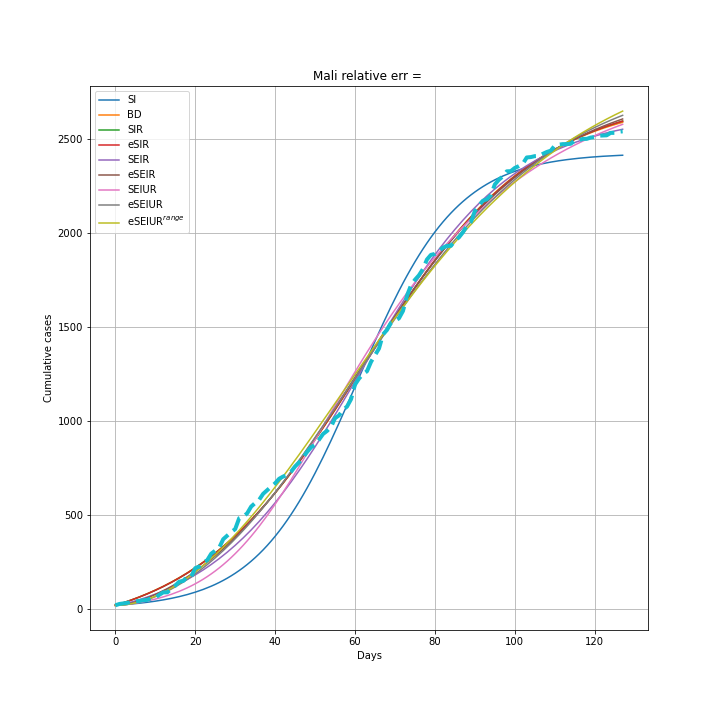 Mali relative err =
SI
BD
SIR
eSIR
SEIR
eSEIR
SEIUR
eSEIUR
eSEIUR^range
Cumulative cases
2500
2000
1500
1000
500
0
0 20 40 60 80 100 120
Days